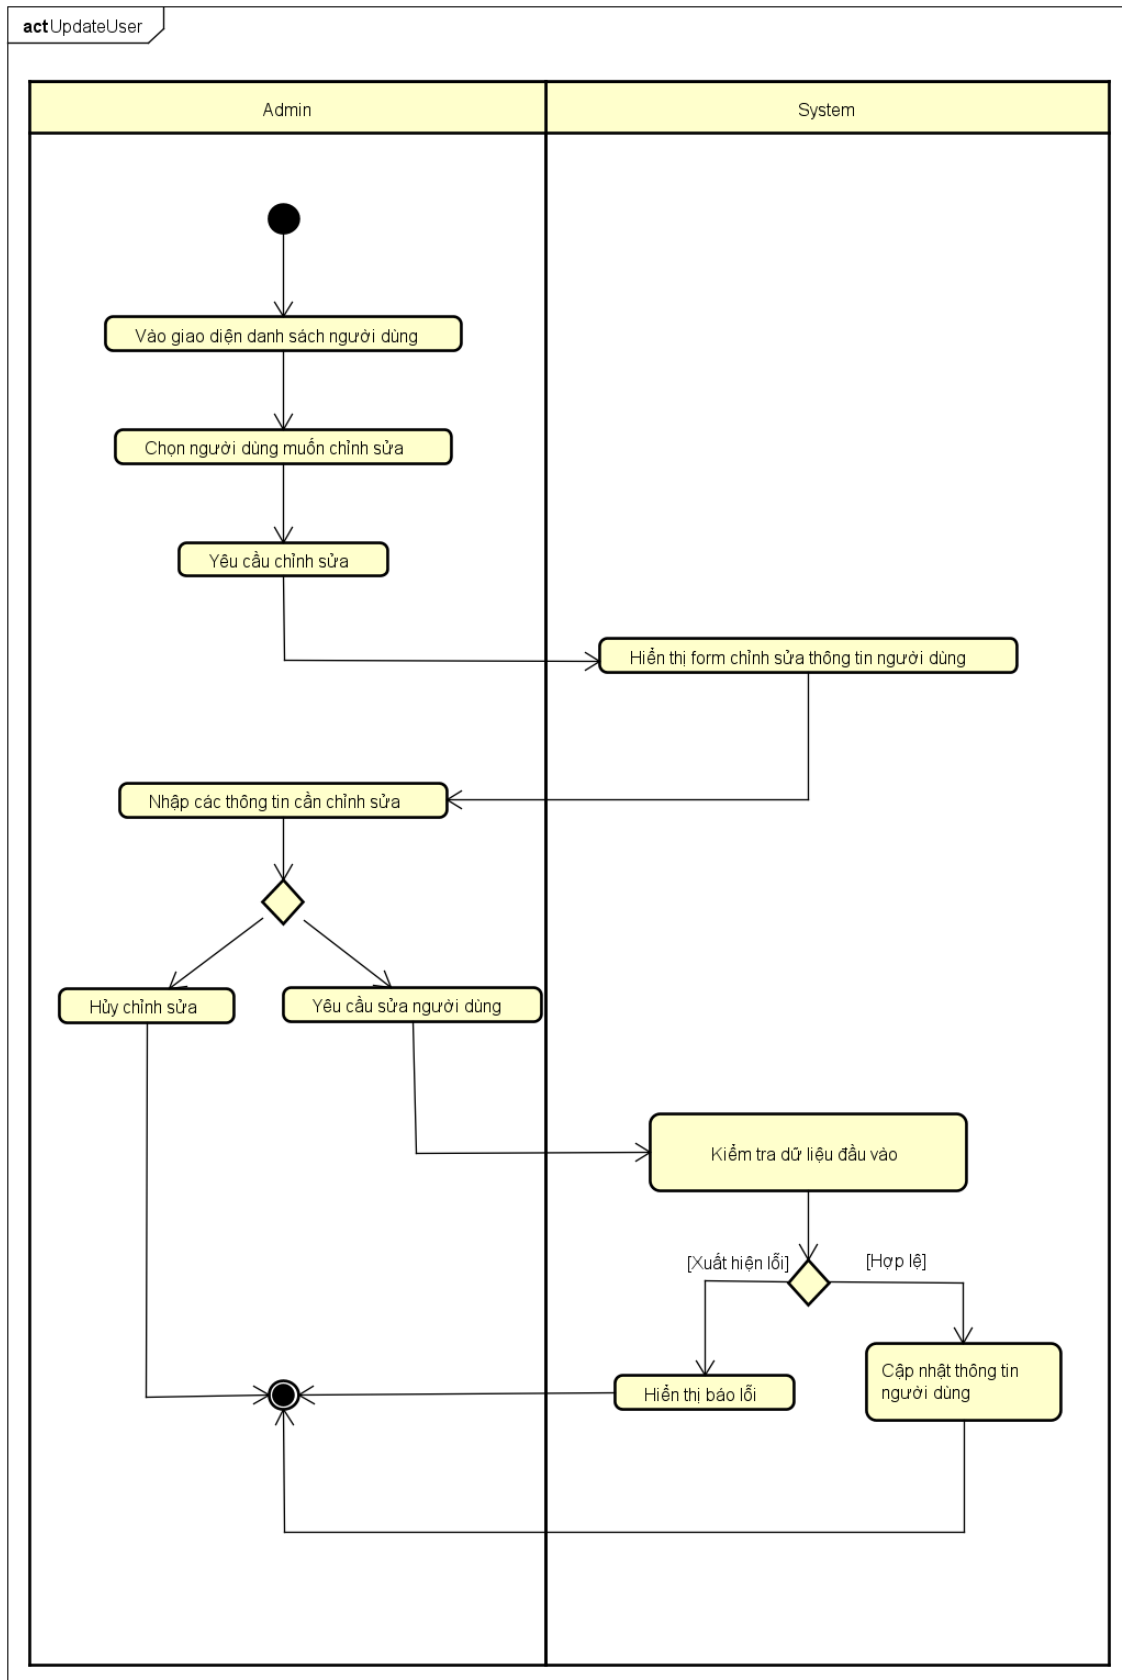 act UpdateUser
Admin
System
Vào giao diện danh sách người dùng
Chọn người dùng muốn chỉnh sửa
Yêu cầu chỉnh sửa
Hiển thị form chỉnh sửa thông tin người dùng
Nhập các thông tin cần chỉnh sửa
Hủy chỉnh sửa
Yêu cầu sửa người dùng
Kiểm tra dữ liệu đầu vào
[Xuất hiện lỗi]
[Hợp lệ]
Hiển thị báo lỗi
Cập nhật thông tin
người dùng